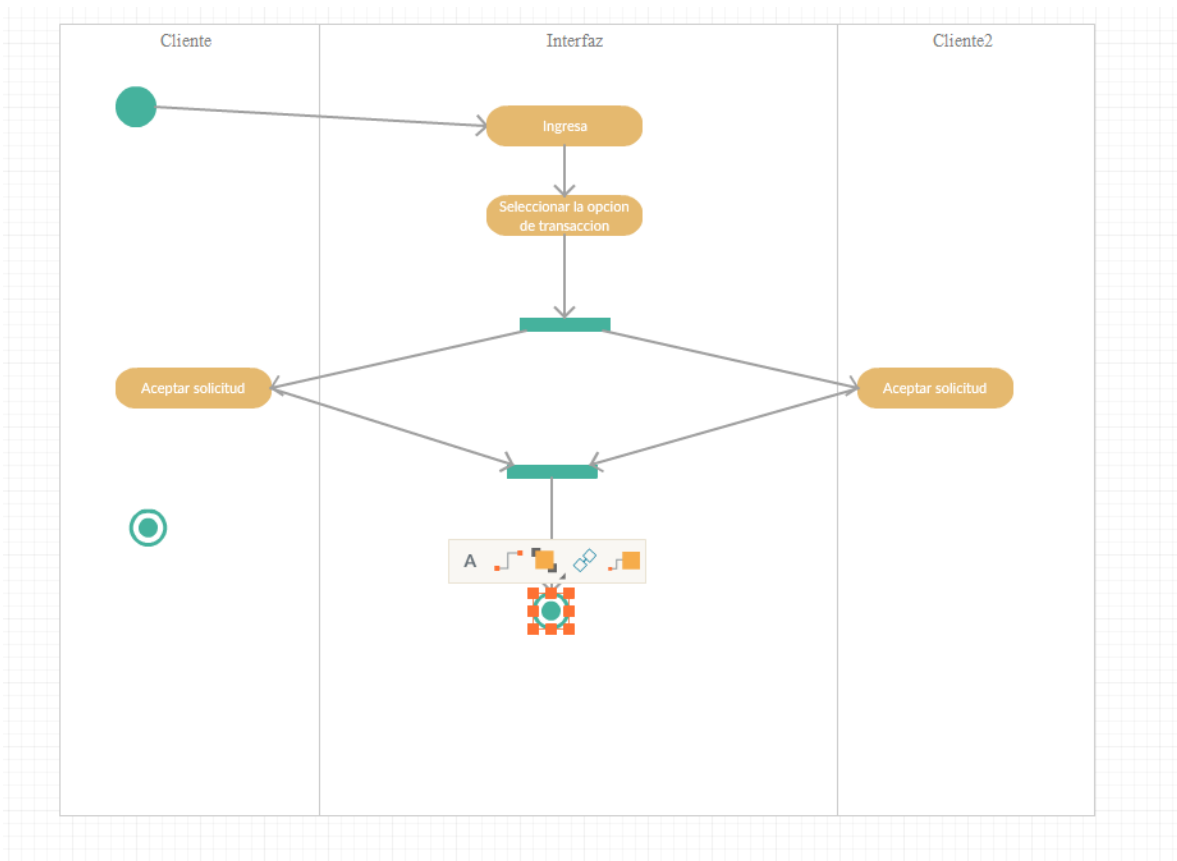 Cliente
Interfaz
Cliente2
Ingresa
Seleccionar la opcion
de transaccion
Aceptar solicitud
Aceptar solicitud
A